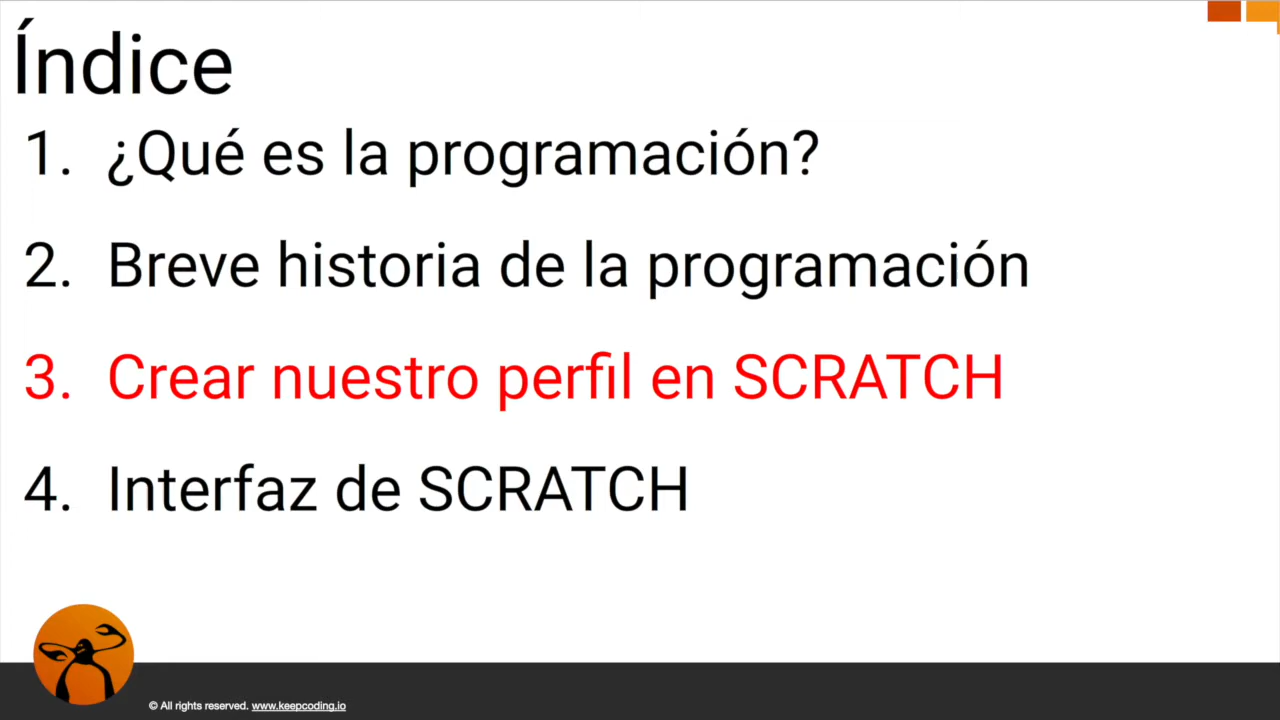 Índice
1. ¿Qué es la programación?
2. Breve historia de la programación
3. Crear nuestro perfil en SCRATCH
4. Interfaz de SCRATCH
© All rights reserved. www.keepcoding.io